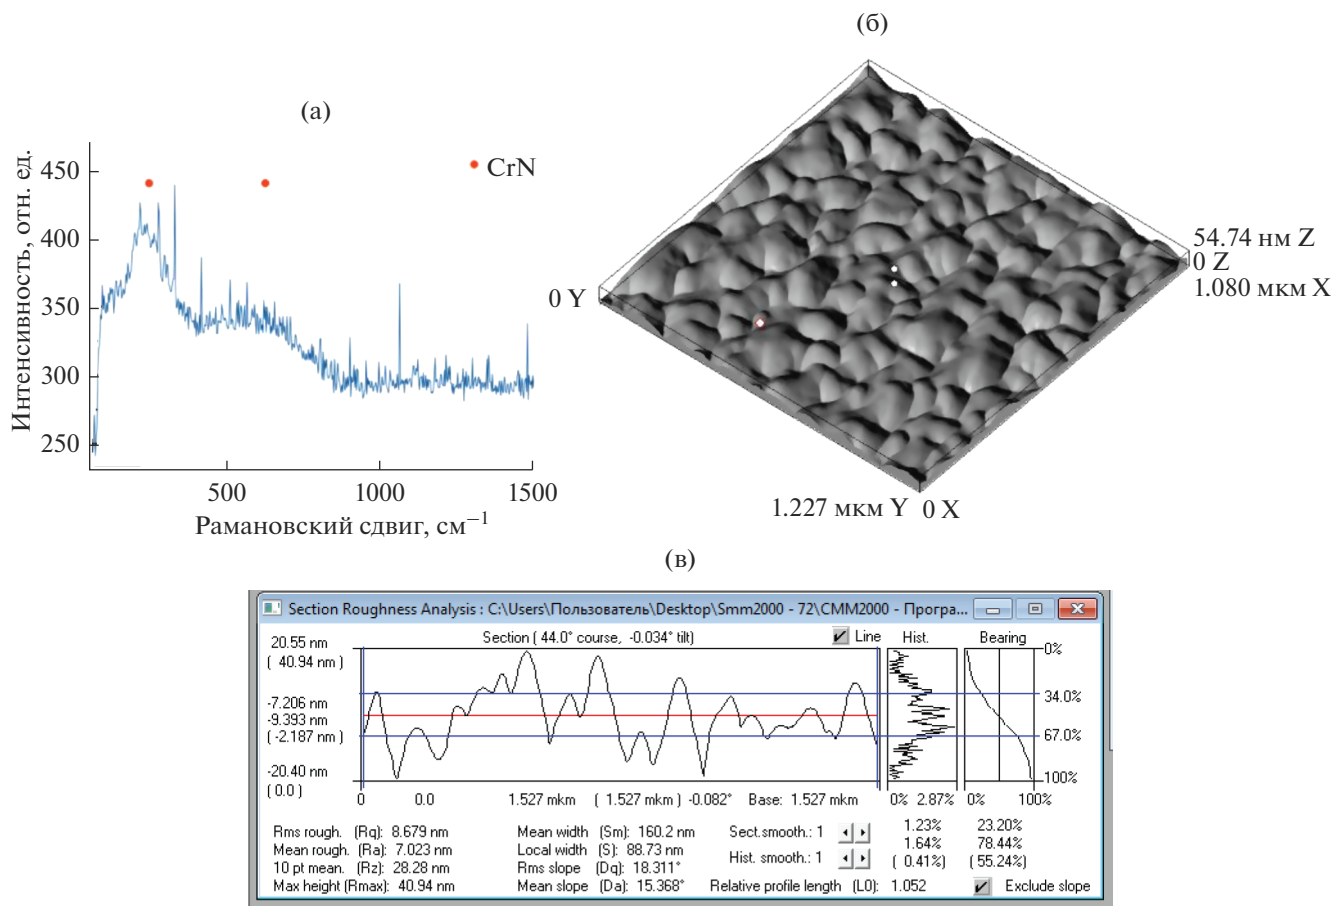 (а)
450
400
350
300
250
500
1000
1500
Интенсивность, отн. ед.
Рамановский сдвиг, см−1
CrN
(б)
0 Y
54.74 нм Z
0 Z
1.080 мкм X
1.227 мкм Y
0 X
(в)
Section Roughness Analysis : C:\Users\Пользователь\Desktop\Smm2000 - 72\CMM2000 - Програ...
20.55 nm
( 40.94 nm )
-7.206 nm
-9.393 nm
( -2.187 nm )
-20.40 nm
( 0.0 )
Section ( 44.0° course, -0.034° tilt)
Line
Hist.
Bearing
0%
34.0%
67.0%
100%
0 0.0 1.527 mkm ( 1.527 mkm ) -0.082° Base: 1.527 mkm
0% 2.87%
0% 100%
Rms rough. (Rq): 8.679 nm
Mean rough. (Ra): 7.023 nm
10 pt mean. (Rz): 28.28 nm
Max height (Rmax): 40.94 nm
Mean width (Sm): 160.2 nm
Local width (S): 88.73 nm
Rms slope (Dq): 18.311°
Mean slope (Da): 15.368°
Sect.smooth.: 1
Hist. smooth.: 1
Relative profile length (L0): 1.052
1.23%
1.64%
( 0.41%)
23.20%
78.44%
(55.24%)
Exclude slope